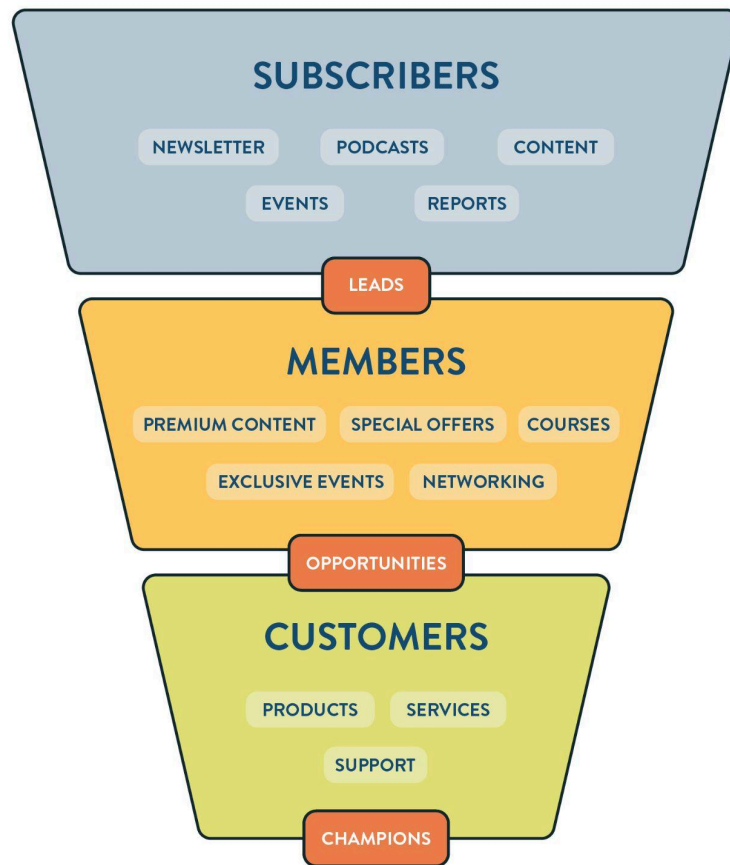 SUBSCRIBERS
NEWSLETTER PODCASTS CONTENT
EVENTS REPORTS
LEADS
MEMBERS
PREMIUM CONTENT SPECIAL OFFERS COURSES
EXCLUSIVE EVENTS NETWORKING
OPPORTUNITIES
CUSTOMERS
PRODUCTS SERVICES
SUPPORT
CHAMPIONS